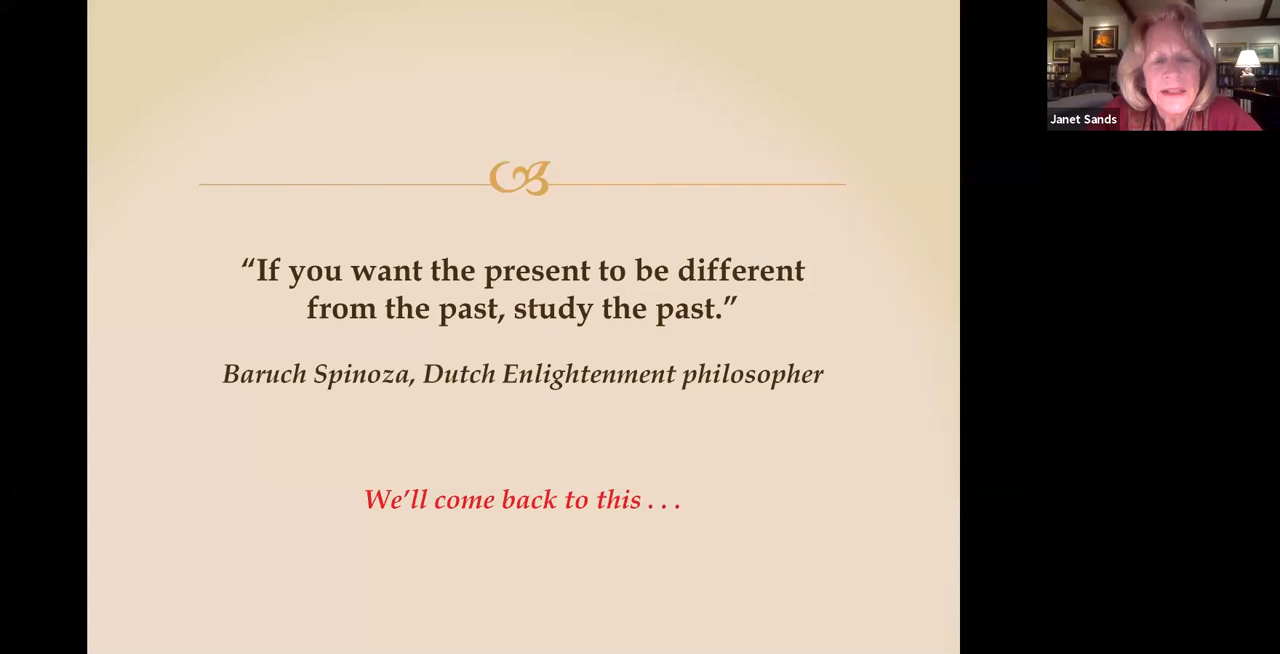 “If you want the present to be different
from the past, study the past.”
Baruch Spinoza, Dutch Enlightenment philosopher
We’ll come back to this . . .
Janet Sands